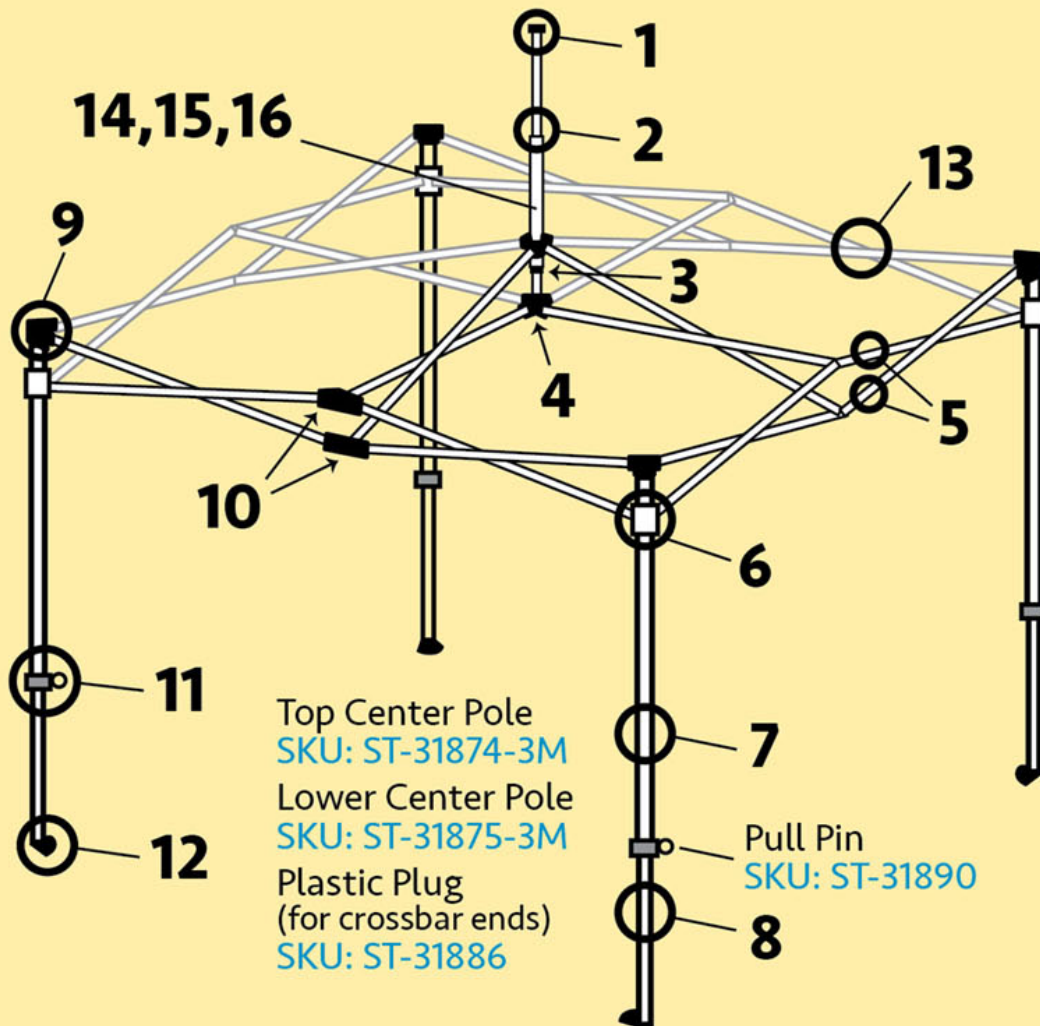 1
14,15,16
2
13
9
3
4
5
10
6
11
Top Center Pole
SKU: ST-31874-3M
7
Lower Center Pole
SKU: ST-31875-3M
Pull Pin
SKU: ST-31890
12
Plastic Plug
(for crossbar ends)
SKU: ST-31886
8